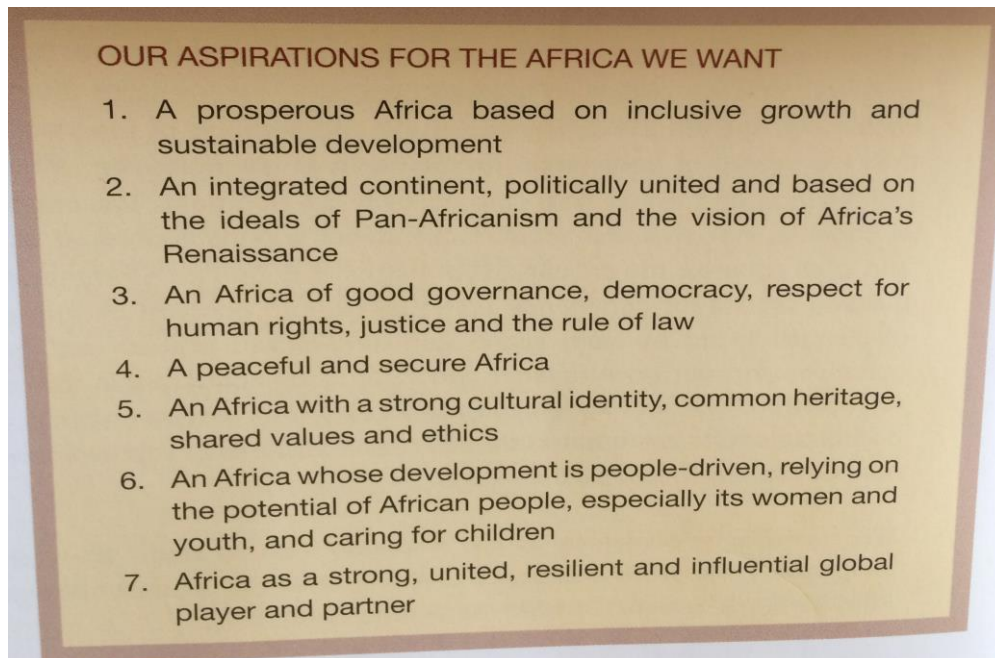 OUR ASPIRATIONS FOR THE AFRICA WE WANT
1. A prosperous Africa based on inclusive growth and
sustainable development
2. An integrated continent, politically united and based on
the ideals of Pan-Africanism and the vision of Africa's
Renaissance
3. An Africa of good governance, democracy, respect for
human rights, justice and the rule of law
4. A peaceful and secure Africa
5. An Africa with a strong cultural identity, common heritage,
shared values and ethics
6. An Africa whose development is people-driven, relying on
the potential of African people, especially its women and
youth, and caring for children
7. Africa as a strong, united, resilient and influential global
player and partner